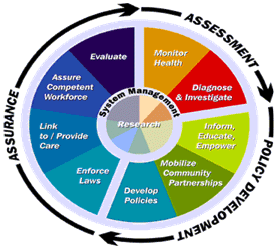 ASSESSMENT
POLICY DEVELOPMENT
ASSURANCE
Evaluate
Monitor
Health
Assure
Competent
Workforce
Diagnose
& Investigate
System Management
Research
Link
to / Provide
Care
Inform,
Educate,
Empower
Enforce
Laws
Mobilize
Community
Partnerships
Develop
Policies